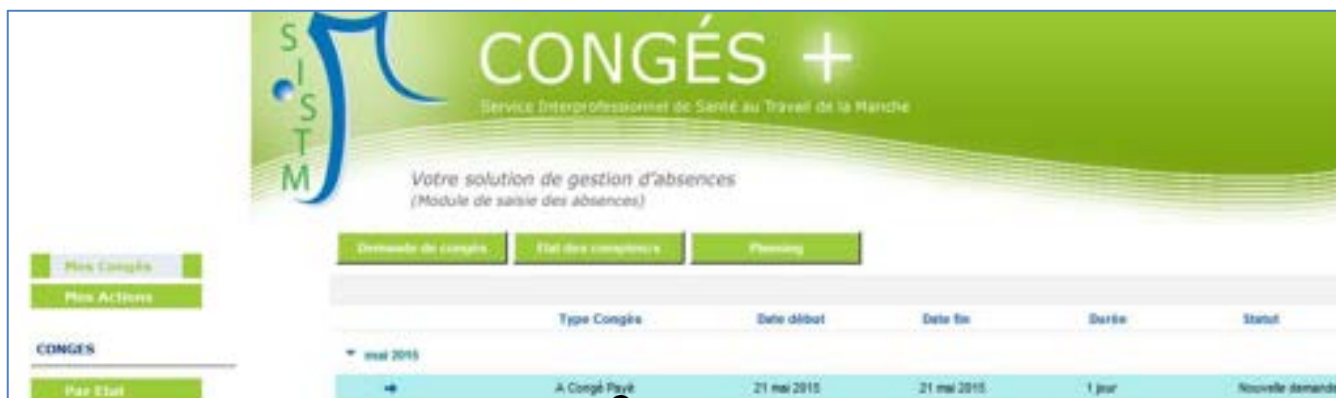 SISTM
CONGÉS +
Service Interprofessionnel de Santé au Travail de la Manche
Votre solution de gestion d'absences
(Module de saisie des absences)
Demande de congés Etat des compteurs Planning
Mes Congés
Mes Actions
Type Congés Date début Date fin Durée Statut
CONGES
mai 2015
Par Etat
A Congé Payé 21 mai 2015 21 mai 2015 1 jour Nouvelle demande